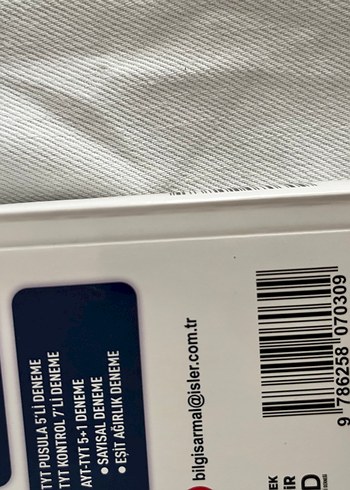 TYT PUSULA 5'Lİ DENEME
TYT KONTROL 7'Lİ DENEME
AYT-TYT 5+1 DENEME
• SAYISAL DENEME
• EŞİT AĞIRLIK DENEME
bilgisarmal@isler.com.tr
9 786258 070309